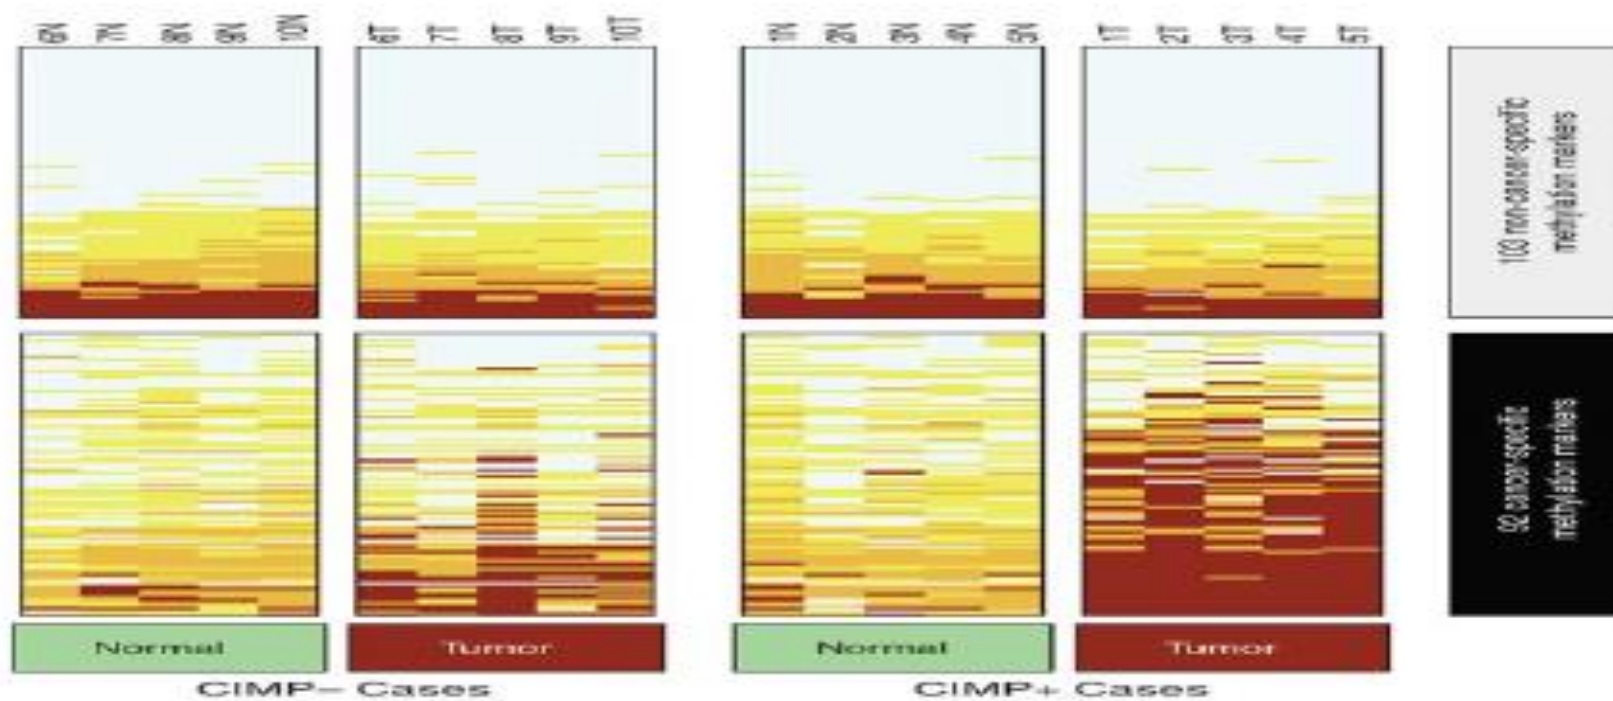 6N 7N 8N 9N 10N 6T 7T 8T 9T 10T 1N 2N 3N 4N 5N 1T 2T 3T 4T 5T
103 non-cancer-specific
methylation markers
92 cancer-specific
methylation markers
Normal Tumor Normal Tumor
CIMP– Cases CIMP+ Cases